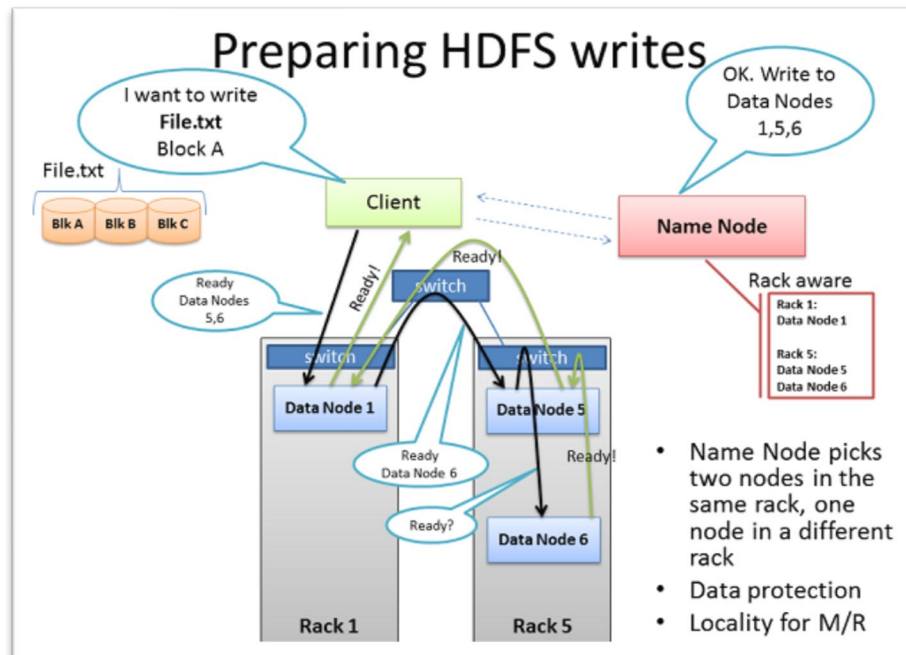 Preparing HDFS writes
I want to write
File.txt
Block A
OK. Write to
Data Nodes
1,5,6
File.txt
Blk A
Blk B
Blk C
Client
Name Node
Ready
Data Nodes
5,6
Ready!
Ready!
switch
Rack aware
Rack 1:
Data Node 1
Rack 5:
Data Node 5
Data Node 6
switch
switch
Data Node 1
Data Node 5
Ready
Data Node 6
Ready!
Ready?
Data Node 6
Rack 1
Rack 5
• Name Node picks
two nodes in the
same rack, one
node in a different
rack
• Data protection
• Locality for M/R